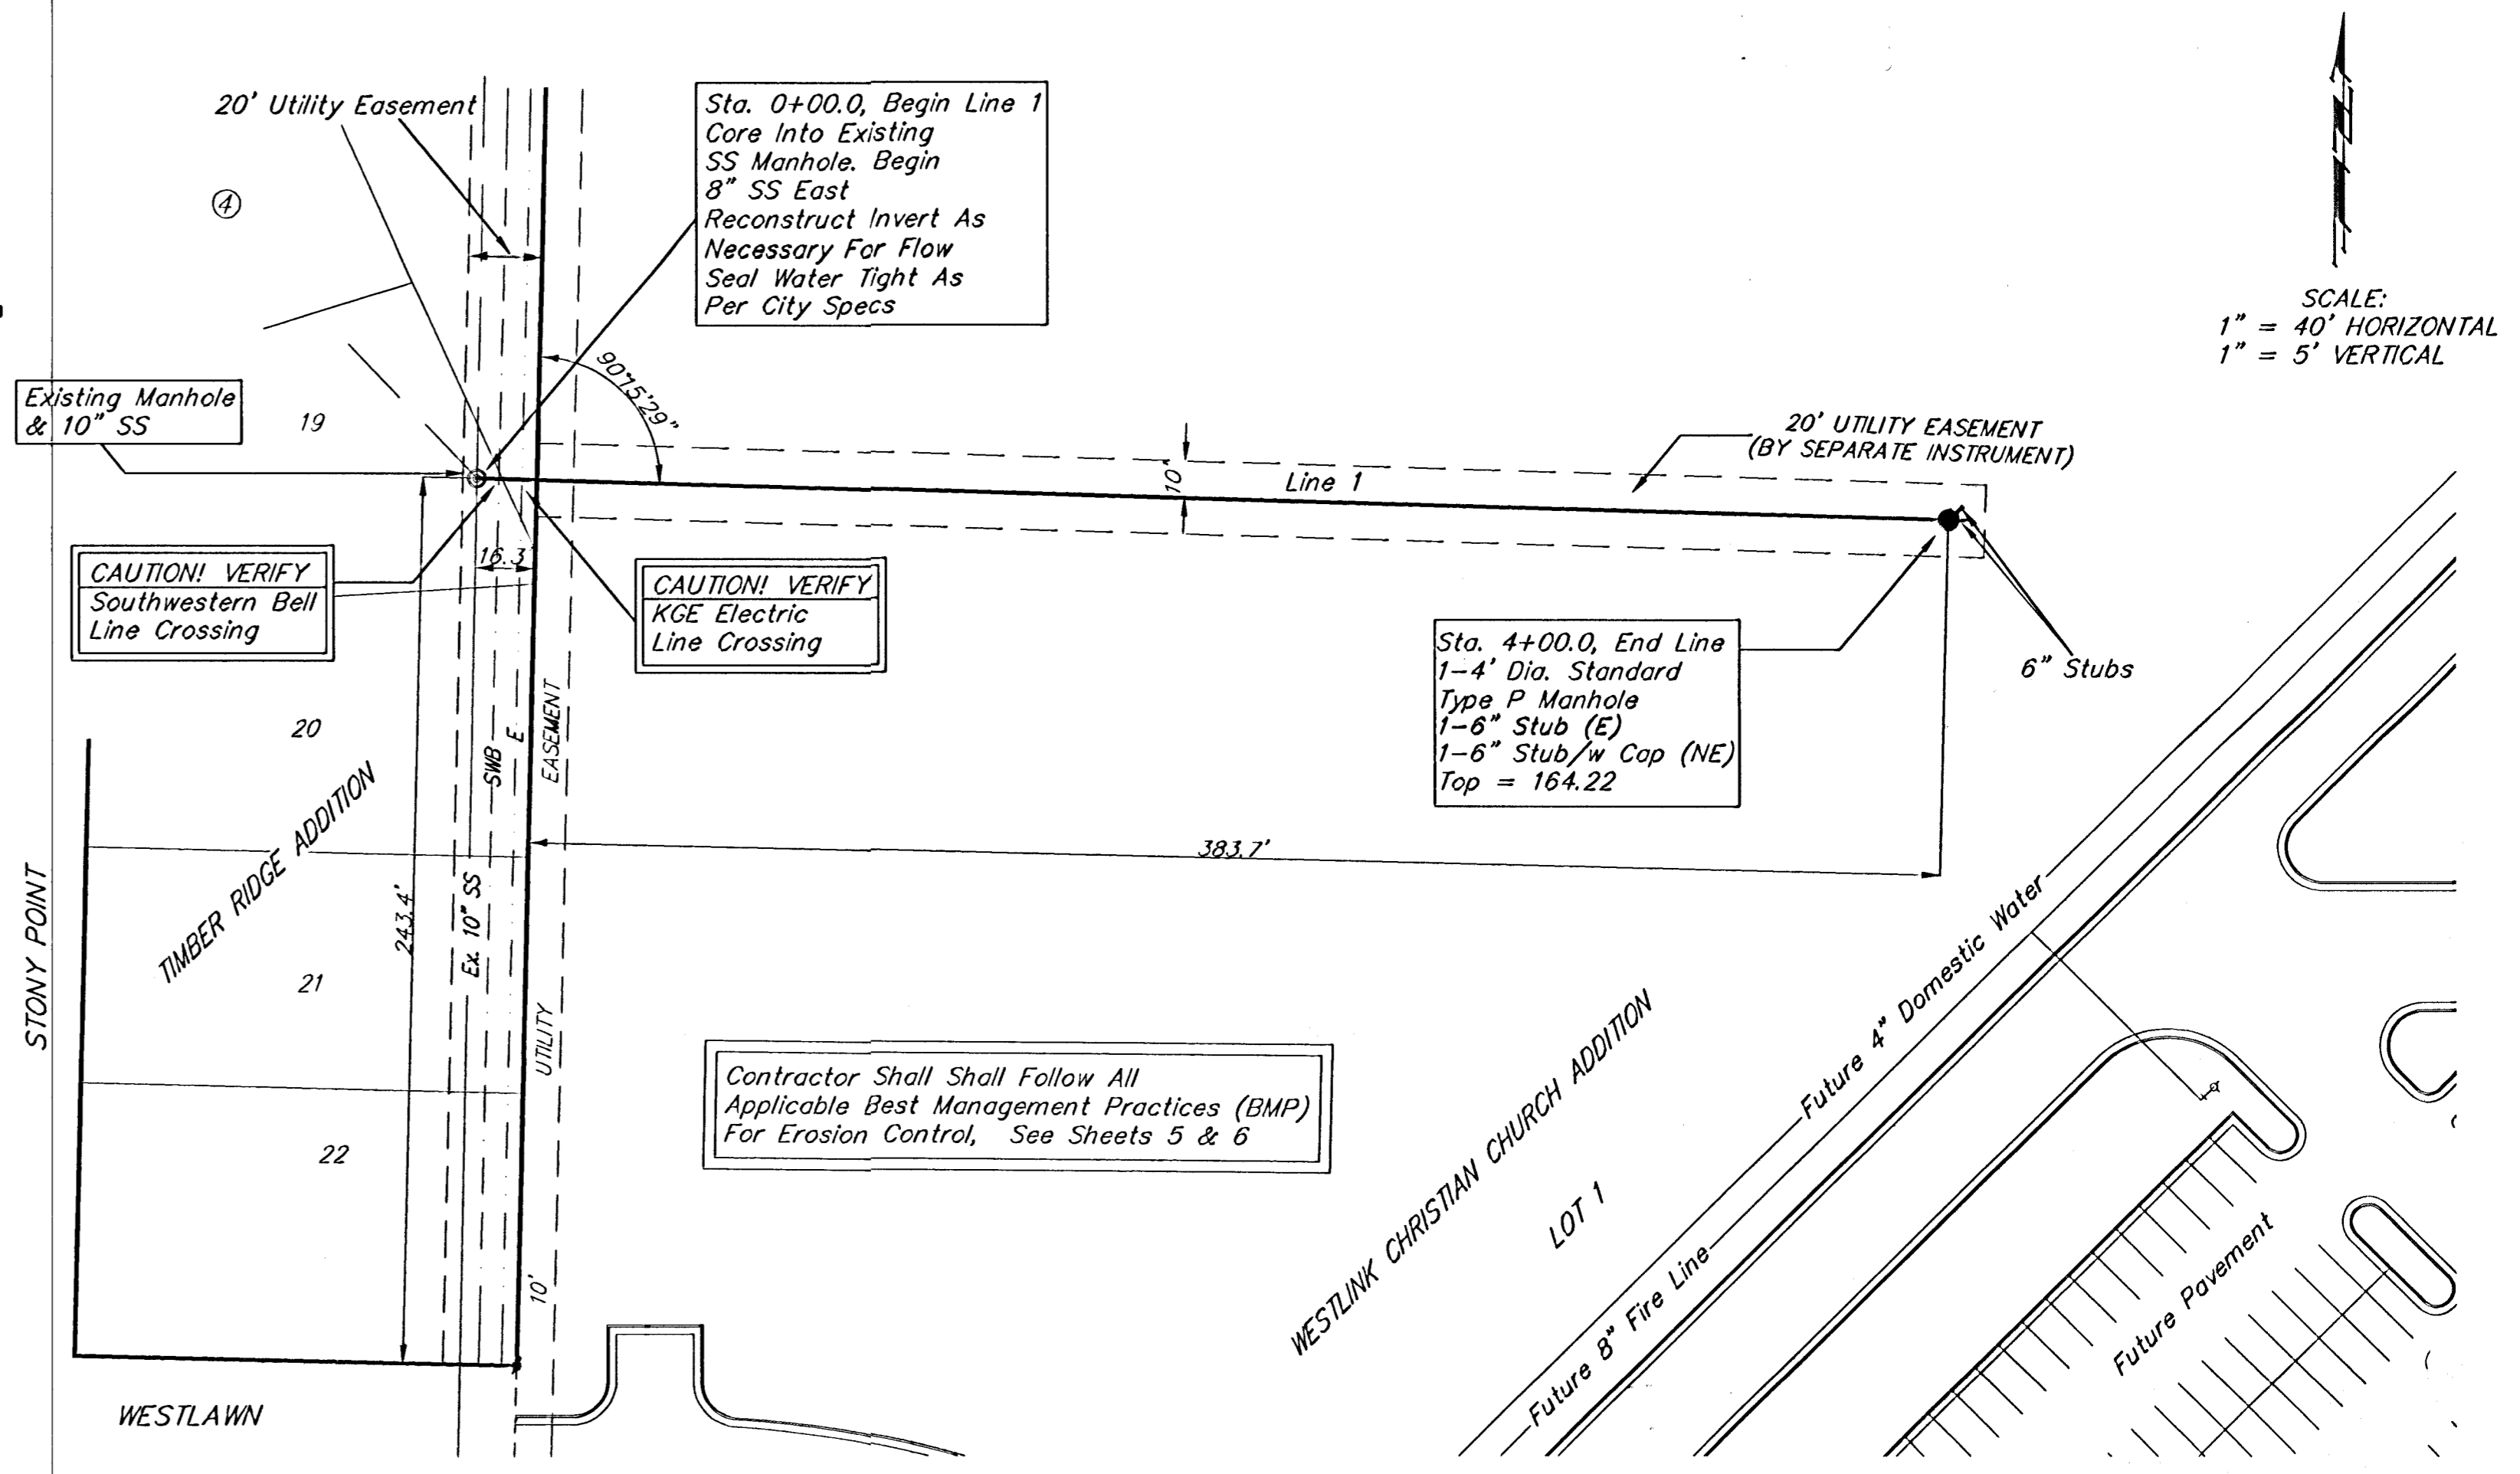 20' Utility Easement
4
Sta. 0+00.0, Begin Line 1
Core Into Existing
SS Manhole. Begin
8" SS East
Reconstruct Invert As
Necessary For Flow
Seal Water Tight As
Per City Specs
SCALE:
1" = 40' HORIZONTAL
1" = 5' VERTICAL
90°15'29"
Existing Manhole
& 10" SS
19
20' UTILITY EASEMENT
(BY SEPARATE INSTRUMENT)
10'
Line 1
CAUTION! VERIFY
Southwestern Bell
Line Crossing
16.3'
CAUTION! VERIFY
KGE Electric
Line Crossing
Sta. 4+00.0, End Line
1-4' Dia. Standard
Type P Manhole
1-6" Stub (E)
1-6" Stub/w Cap (NE)
Top = 164.22
6" Stubs
20
SWB
E
EASEMENT
TIMBER RIDGE ADDITION
383.7'
STONY POINT
243.4'
Ex. 10" SS
21
UTILITY
Future 4" Domestic Water
Contractor Shall Shall Follow All
Applicable Best Management Practices (BMP)
For Erosion Control, See Sheets 5 & 6
22
WESTLINK CHRISTIAN CHURCH ADDITION
LOT 1
10'
Future 8" Fire Line
Future Pavement
WESTLAWN